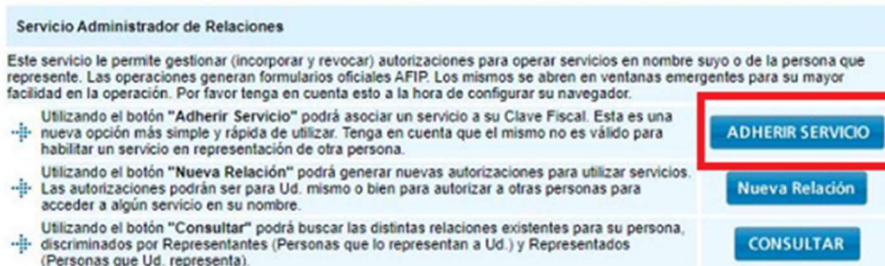 Servicio Administrador de Relaciones
Este servicio le permite gestionar (incorporar y revocar) autorizaciones para operar servicios en nombre suyo o de la persona que
represente. Las operaciones generan formularios oficiales AFIP. Los mismos se abren en ventanas emergentes para su mayor
facilidad en la operación. Por favor tenga en cuenta esto a la hora de configurar su navegador.
Utilizando el botón "Adherir Servicio" podrá asociar un servicio a su Clave Fiscal. Esta es una
nueva opción más simple y rápida de utilizar. Tenga en cuenta que el mismo no es válido para
habilitar un servicio en representación de otra persona.
ADHERIR SERVICIO
Utilizando el botón "Nueva Relación" podrá generar nuevas autorizaciones para utilizar servicios.
Las autorizaciones podrán ser para Ud. mismo o bien para autorizar a otras personas para
acceder a algún servicio en su nombre.
Nueva Relación
Utilizando el botón "Consultar" podrá buscar las distintas relaciones existentes para su persona,
discriminados por Representantes (Personas que lo representan a Ud.) y Representados
(Personas que Ud. representa).
CONSULTAR